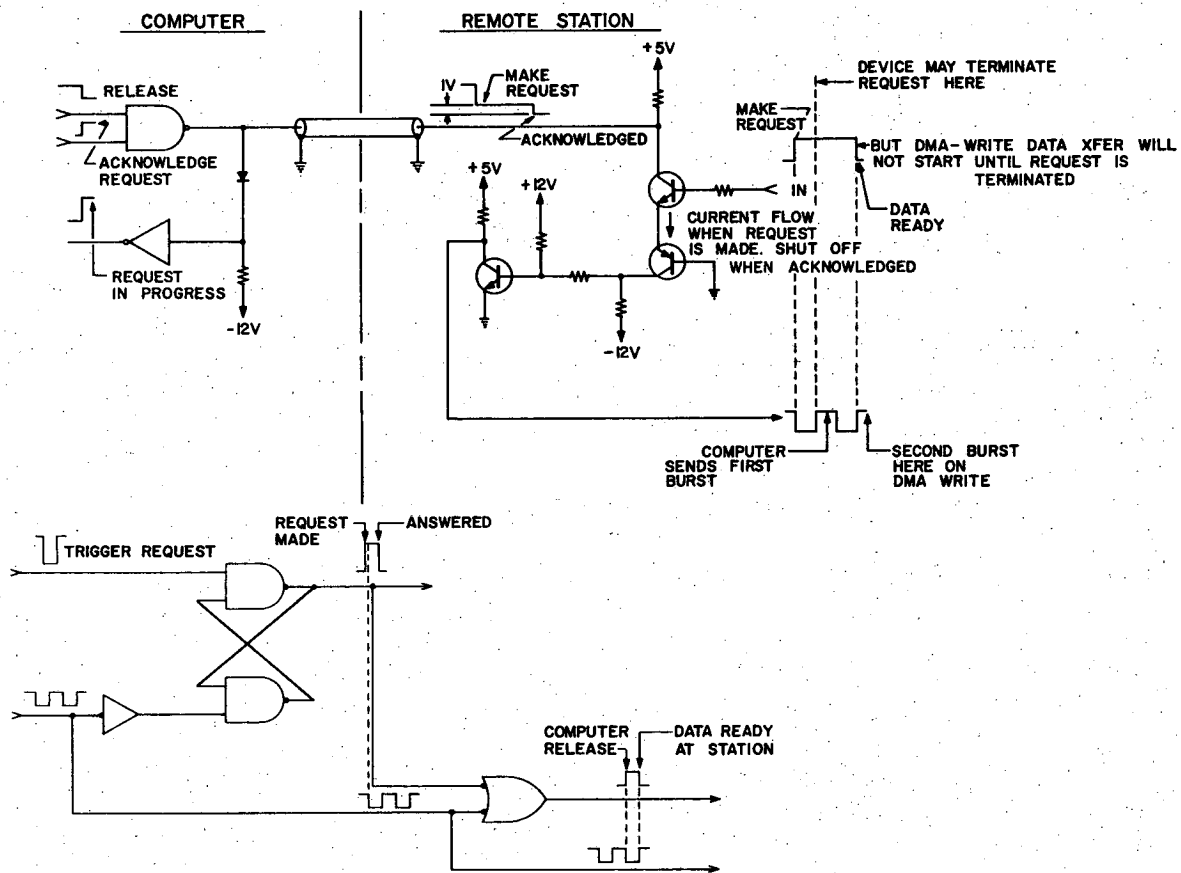 COMPUTER
REMOTE STATION
RELEASE
ACKNOWLEDGE
REQUEST
REQUEST
IN PROGRESS
-12V
1V
MAKE
REQUEST
ACKNOWLEDGED
+5V
+5V
+12V
-12V
IN
CURRENT FLOW
WHEN REQUEST
IS MADE. SHUT OFF
WHEN ACKNOWLEDGED
DEVICE MAY TERMINATE
REQUEST HERE
MAKE
REQUEST
BUT DMA-WRITE DATA XFER WILL
NOT START UNTIL REQUEST IS
TERMINATED
DATA
READY
COMPUTER
SENDS FIRST
BURST
SECOND BURST
HERE ON
DMA WRITE
TRIGGER REQUEST
REQUEST
MADE
ANSWERED
COMPUTER
RELEASE
DATA READY
AT STATION